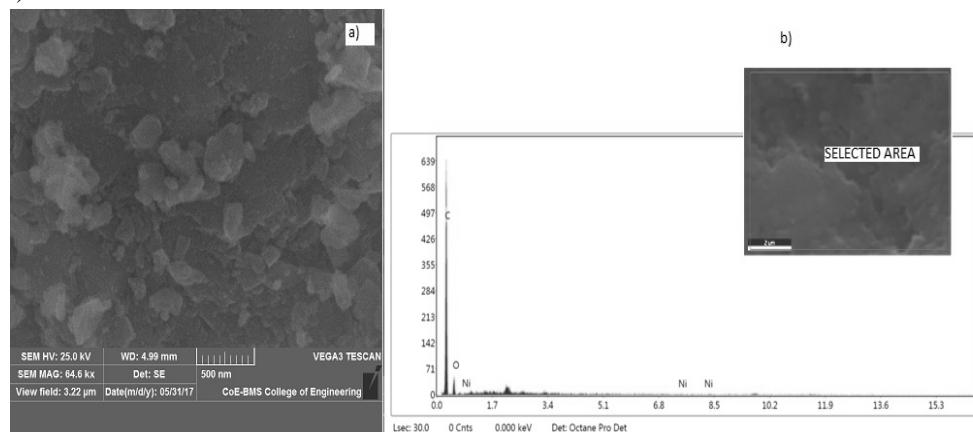 a)
SEM HV: 25.0 kV WD: 4.99 mm VEGA3 TESCAN
SEM MAG: 64.6 kx Det: SE 500 nm
View field: 3.22 µm Date(m/d/y): 05/31/17 CoE-BMS College of Engineering
b)
SELECTED AREA
2 µm
639
568
497
426
355
284
213
142
71
0
C
O
Ni
Ni
Ni
0.0 1.7 3.4 5.1 6.8 8.5 10.2 11.9 13.6 15.3
Lsec: 30.0 0 Cnts 0.000 keV Det: Octane Pro Det